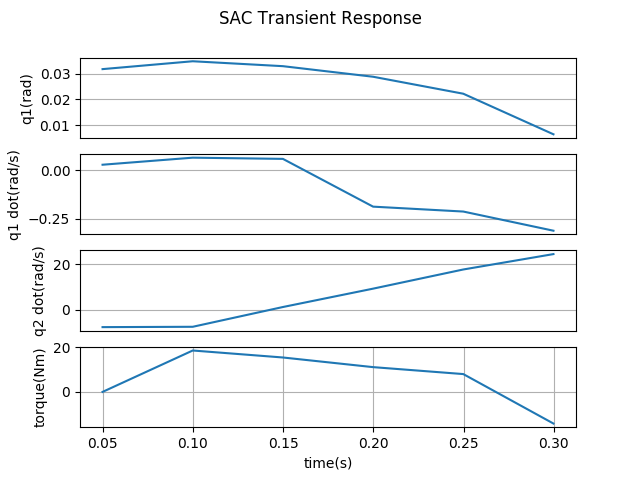 SAC Transient Response
q1(rad)
0.03
0.02
0.01
q1 dot(rad/s)
0.00
−0.25
q2 dot(rad/s)
20
0
torque(Nm)
20
0
0.05 0.10 0.15 0.20 0.25 0.30
time(s)